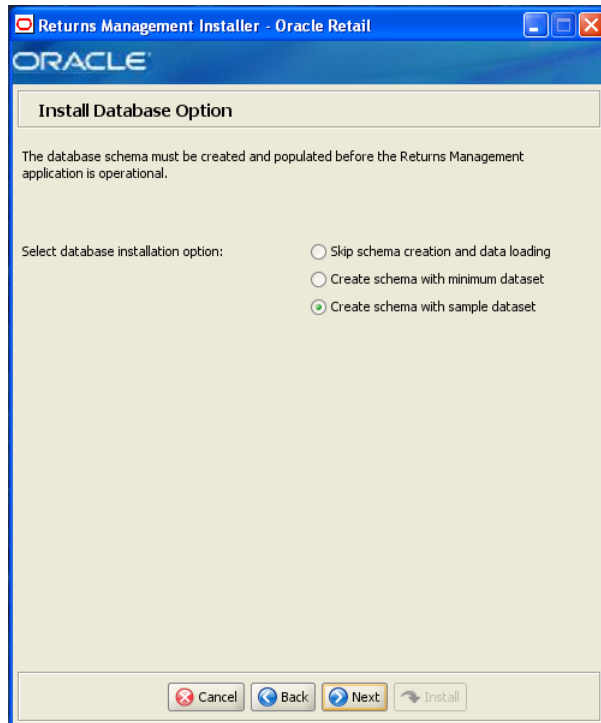 Returns Management Installer - Oracle Retail
ORACLE
Install Database Option
The database schema must be created and populated before the Returns Management
application is operational.
Select database installation option:
Skip schema creation and data loading
Create schema with minimum dataset
Create schema with sample dataset
Cancel
Back
Next
Install